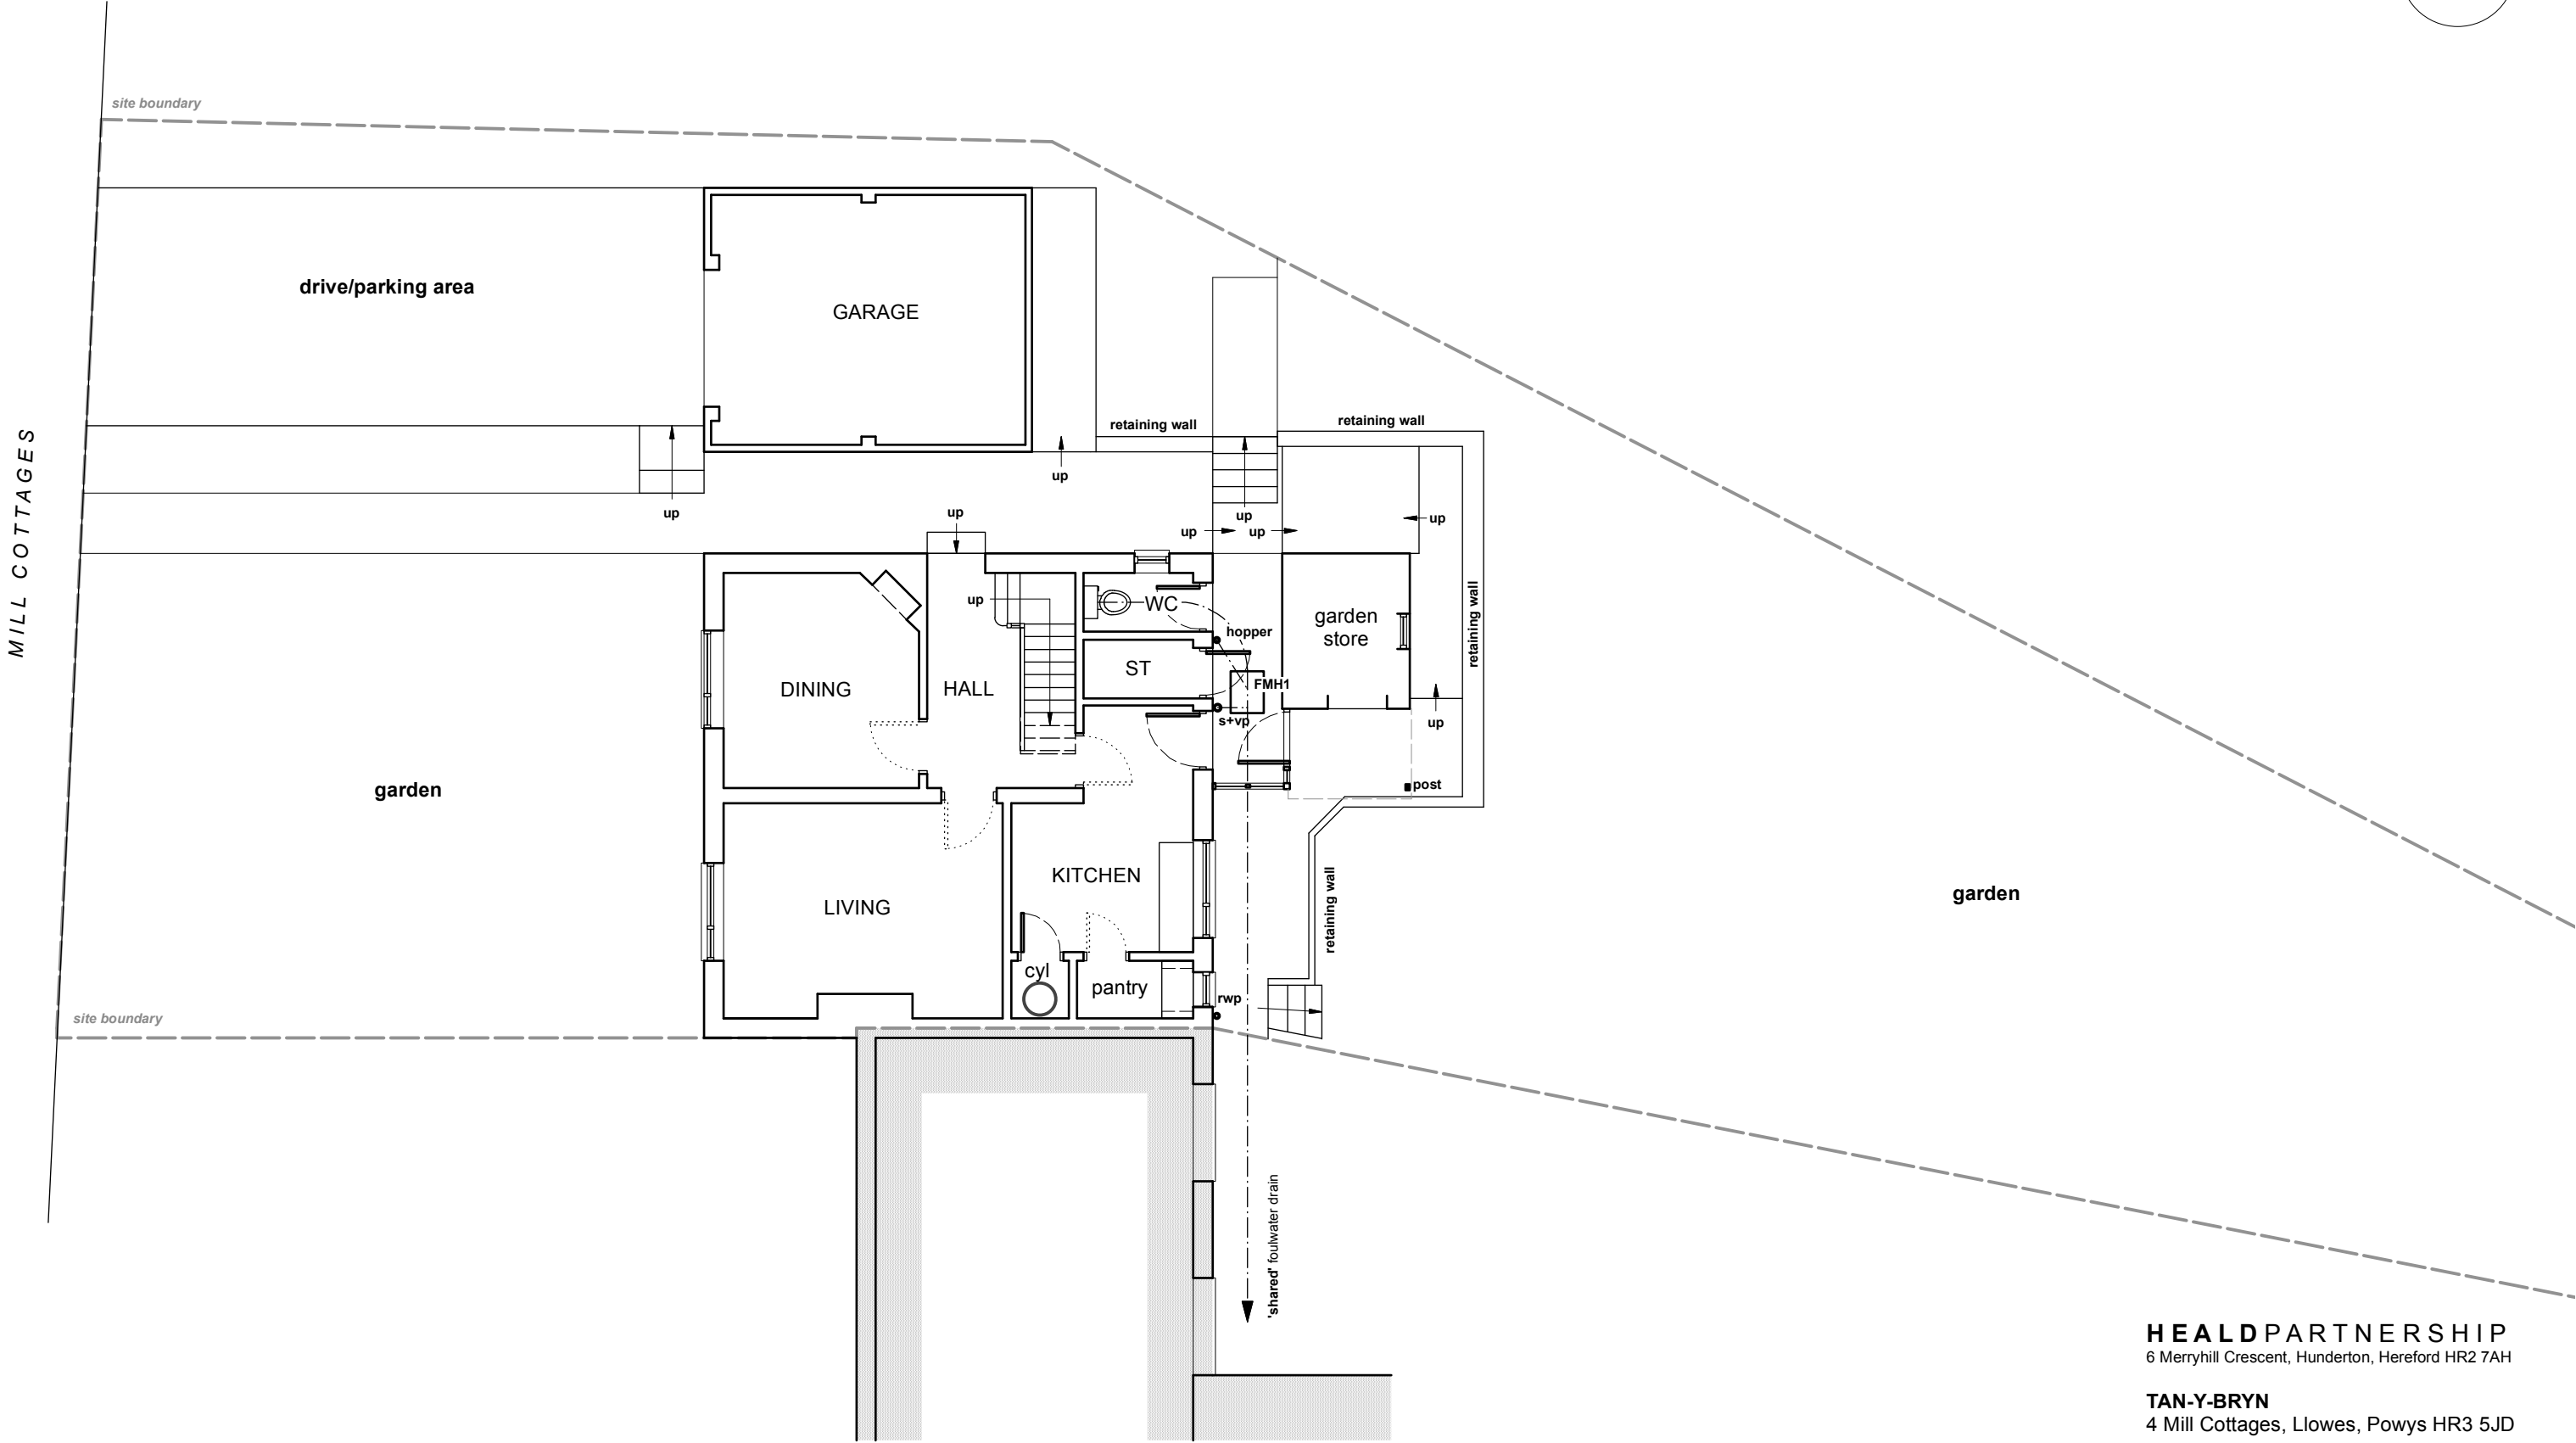 site boundary
drive/parking area
GARAGE
MILL COTTAGES
retaining wall
retaining wall
up
up
up
up
up
up
up
up
up
WC
garden
store
retaining wall
hopper
ST
DINING
HALL
FMH1
s+vp
up
post
garden
KITCHEN
LIVING
retaining wall
garden
cyl
pantry
rwp
site boundary
'shared' foulwater drain
HEALDPARTNERSHIP
6 Merryhill Crescent, Hunderton, Hereford HR2 7AH
TAN-Y-BRYN
4 Mill Cottages, Llowes, Powys HR3 5JD